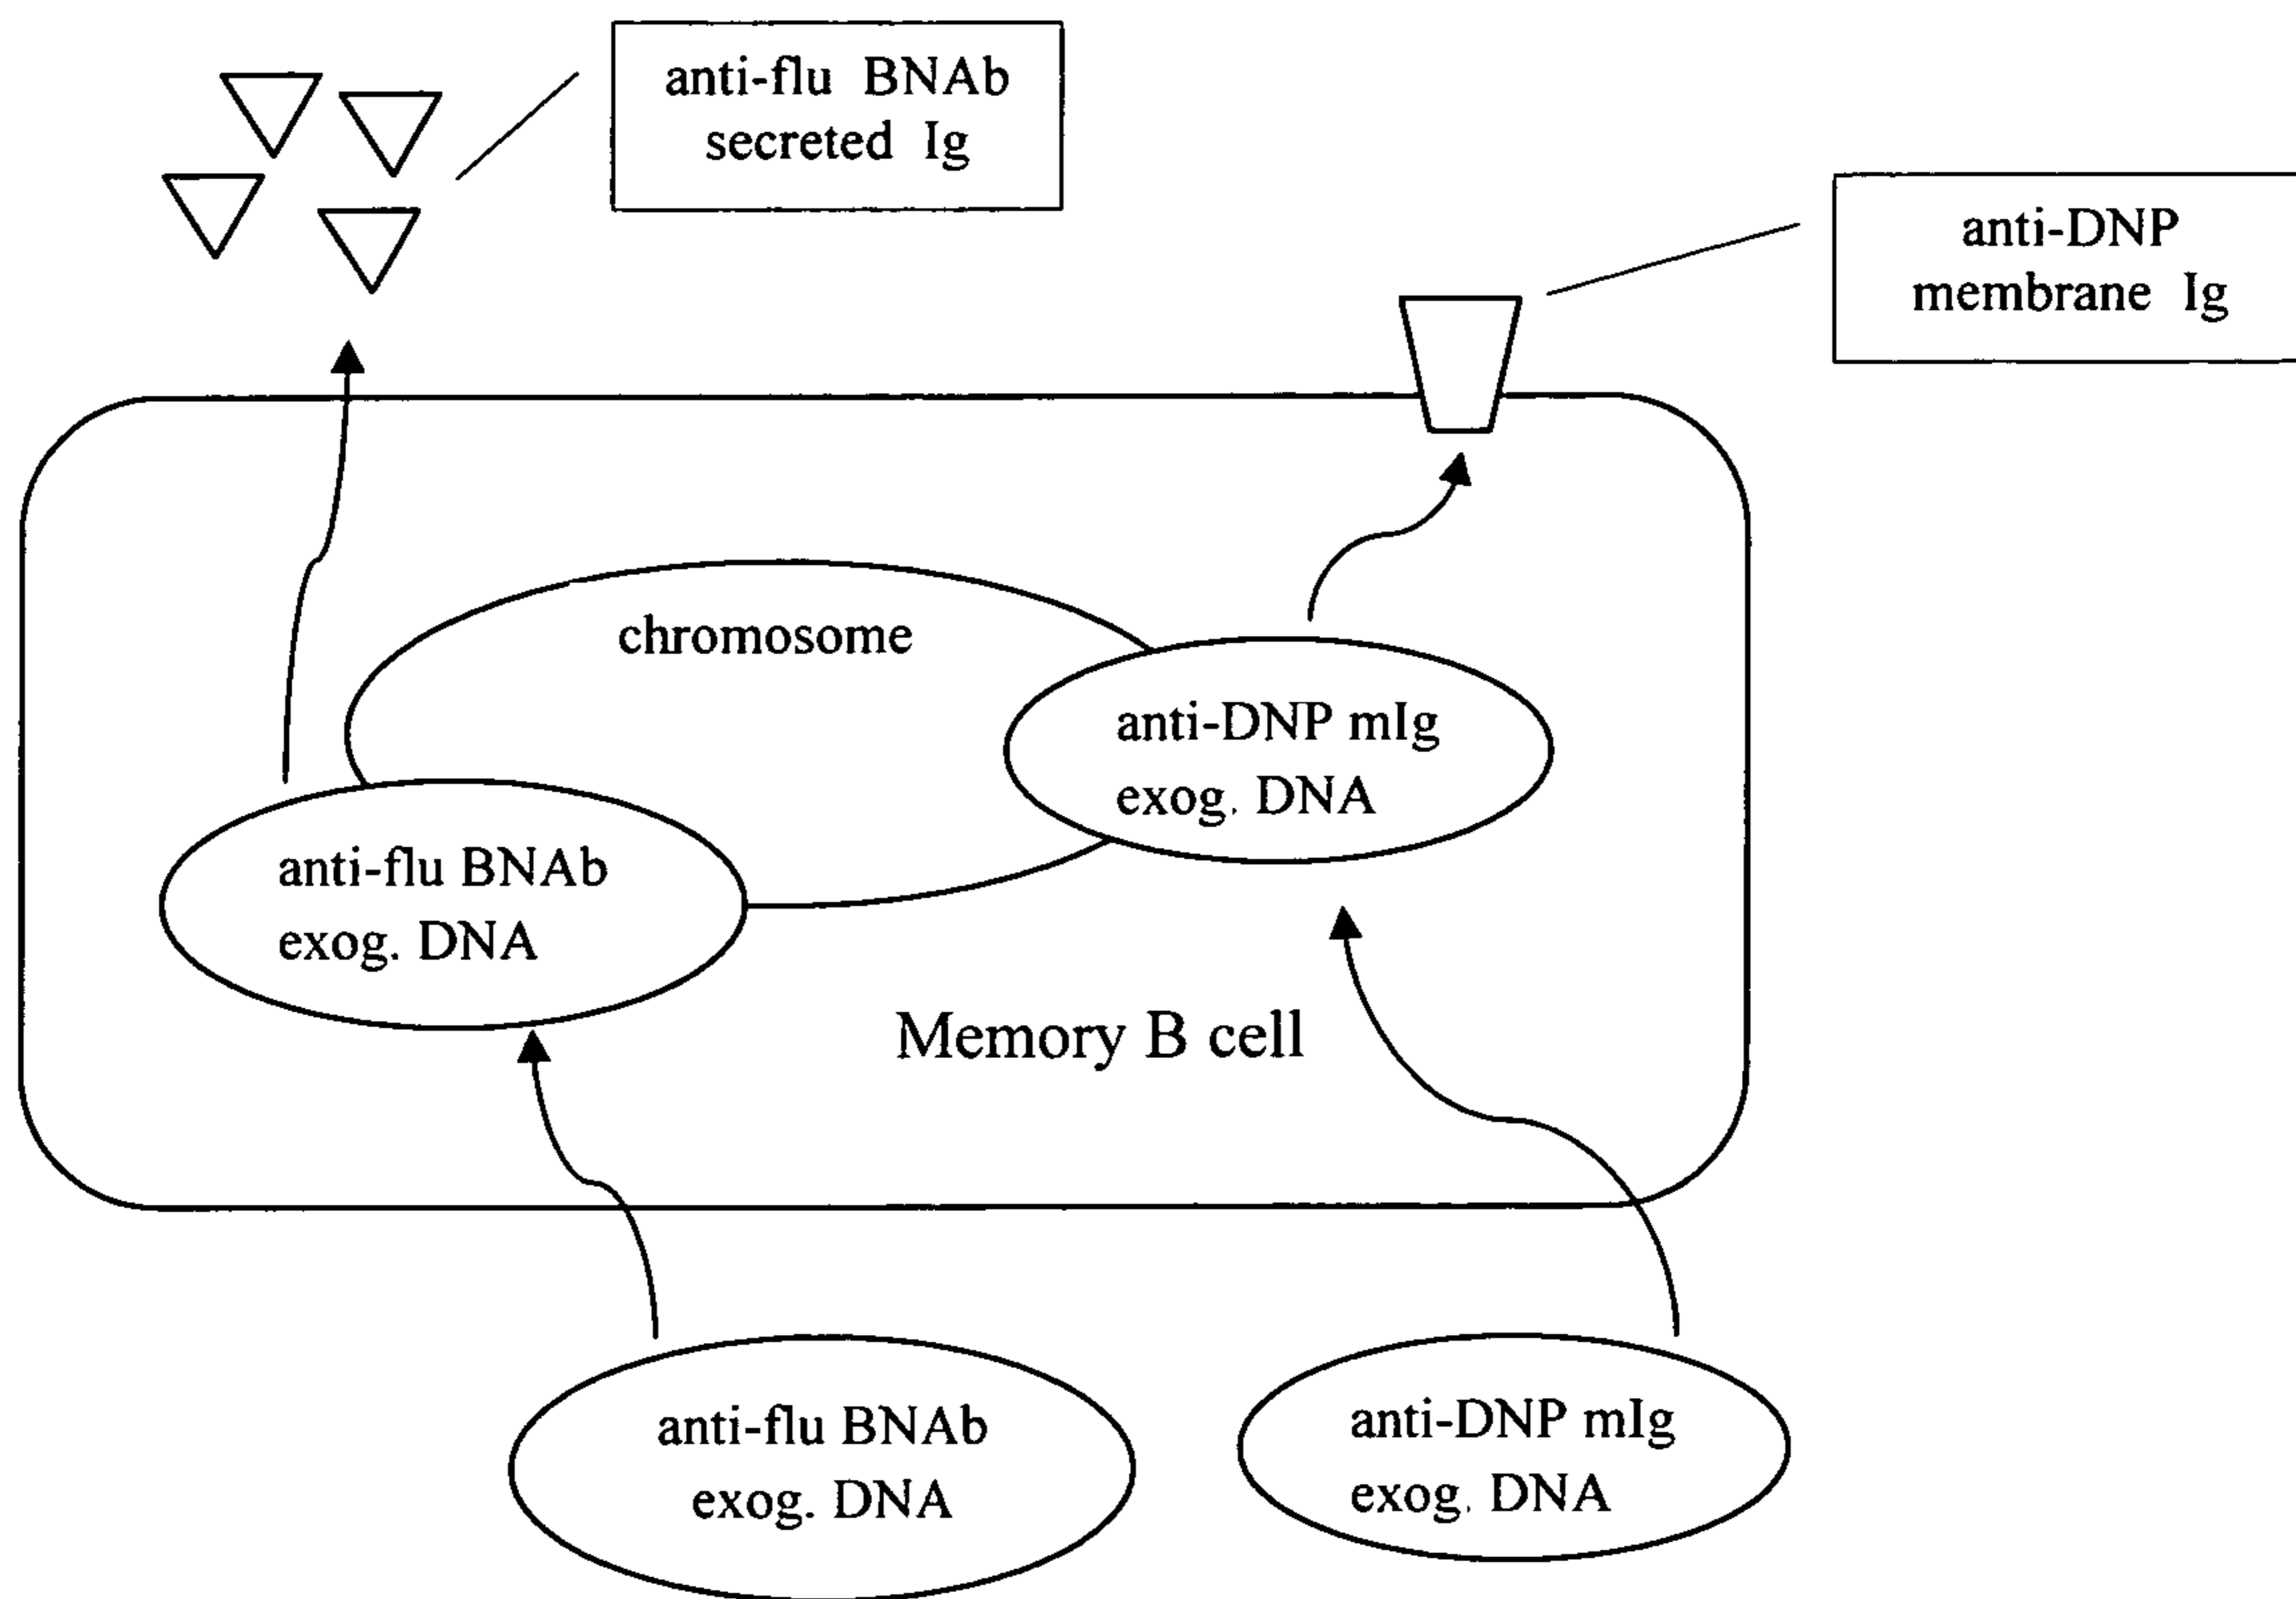 anti-flu BNAb
secreted Ig
anti-DNP
membrane Ig
chromosome
anti-DNP mIg
exog. DNA
anti-flu BNAb
exog. DNA
Memory B cell
anti-flu BNAb
exog. DNA
anti-DNP mIg
exog. DNA